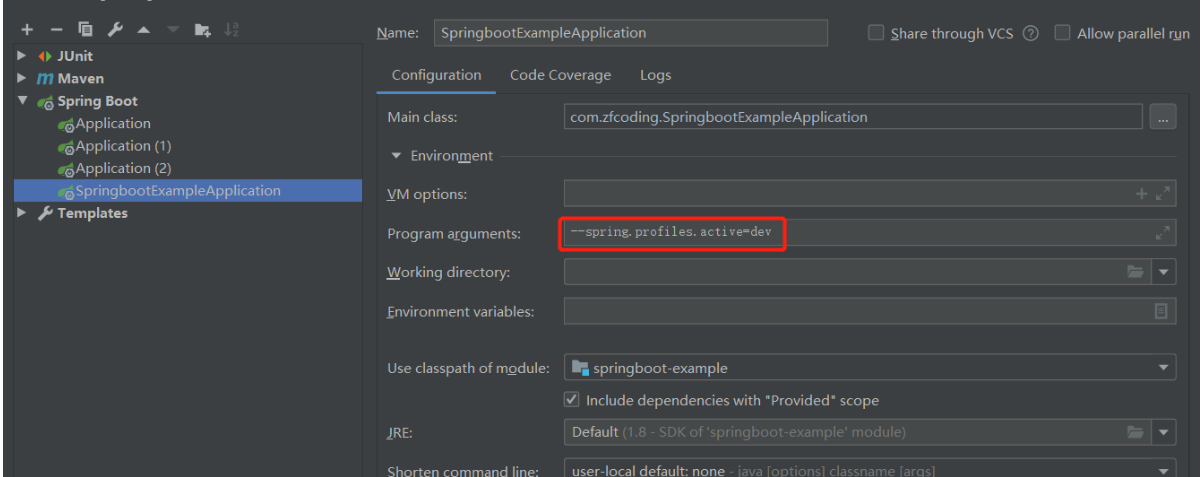 Name: SpringbootExampleApplication Share through VCS Allow parallel run
JUnit
Maven
Spring Boot
Application
Application (1)
Application (2)
SpringbootExampleApplication
Templates
Configuration Code Coverage Logs
Main class: com.zfcoding.SpringbootExampleApplication ...
Environment
VM options:
Program arguments: --spring.profiles.active=dev
Working directory:
Environment variables:
Use classpath of module: springboot-example
Include dependencies with "Provided" scope
JRE: Default (1.8 - SDK of 'springboot-example' module)
Shorten command line: user-local default: none - java [options] classname [args]